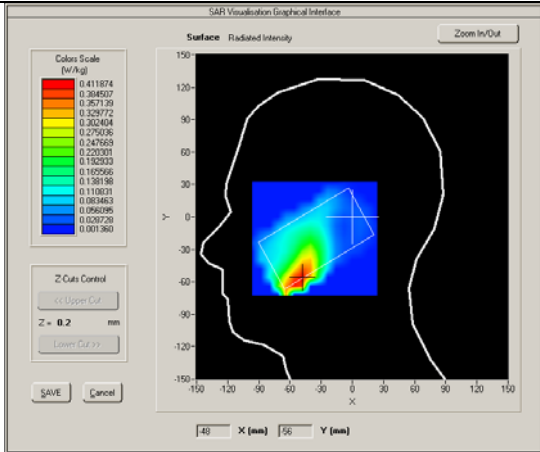 SAR Visualisation Graphical Interface
Surface Radiated Intensity
Zoom In/Out
Colors Scale
(W/kg)
0.411874
0.384507
0.357139
0.329772
0.302404
0.275036
0.247669
0.220301
0.192933
0.165566
0.138198
0.110831
0.083463
0.056095
0.028728
0.001360
150-
120-
90-
60-
30-
0-
-30-
-60-
-90-
-120-
-150-
Y
-150 -120 -90 -60 -30 0 30 60 90 120 150
X
Z Cuts Control
<< Upper Cut
Z = 0.2 mm
Lower Cut >>
SAVE Cancel
-48 X (mm) -56 Y (mm)